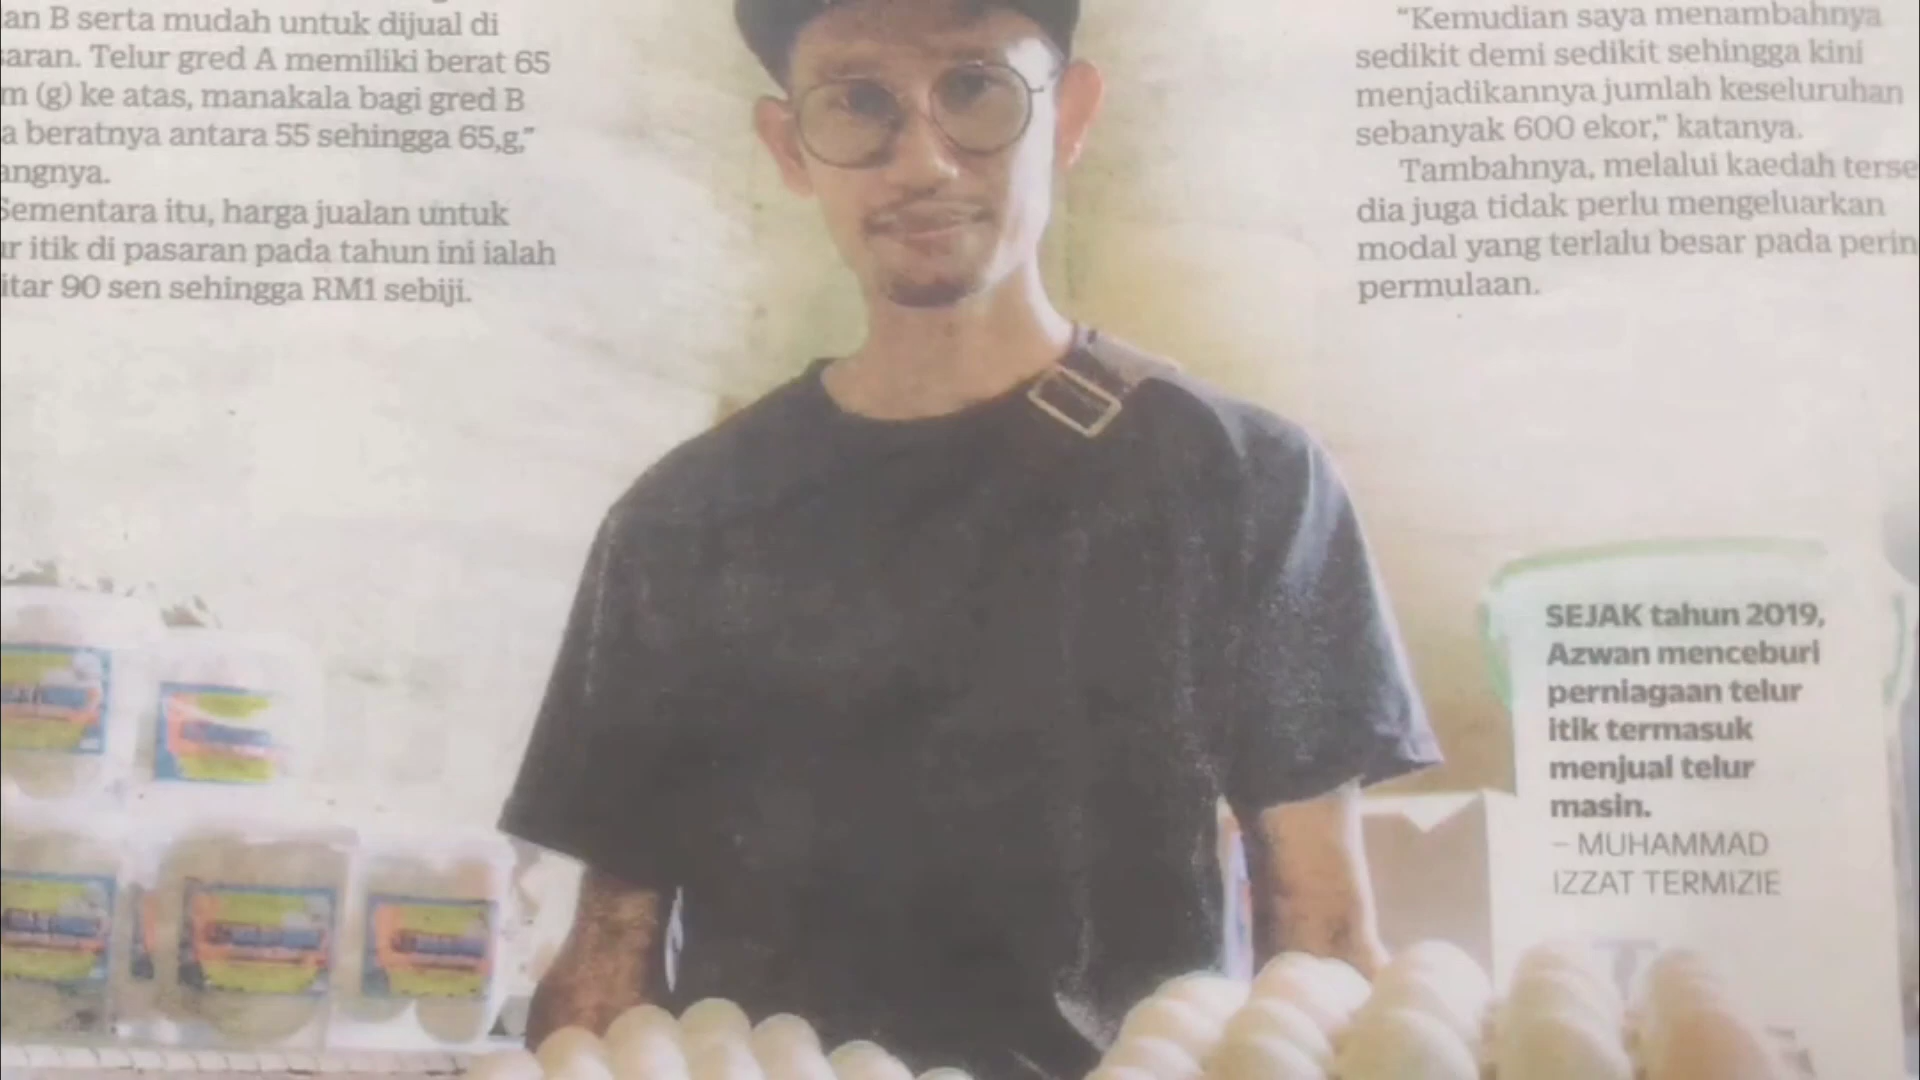 an B serta mudah untuk dijual di
aran. Telur gred A memiliki berat 65
m (g) ke atas, manakala bagi gred B
a beratnya antara 55 sehingga 65,g,"
angnya.
Sementara itu, harga jualan untuk
ur itik di pasaran pada tahun ini ialah
itar 90 sen sehingga RM1 sebiji.
"Kemudian saya menambahnya
sedikit demi sedikit sehingga kini
menjadikannya jumlah keseluruhan
sebanyak 600 ekor," katanya.
Tambahnya, melalui kaedah terse
dia juga tidak perlu mengeluarkan
modal yang terlalu besar pada perin
permulaan.
SEJAK tahun 2019,
Azwan menceburi
perniagaan telur
itik termasuk
menjual telur
masin.
– MUHAMMAD
IZZAT TERMIZIE